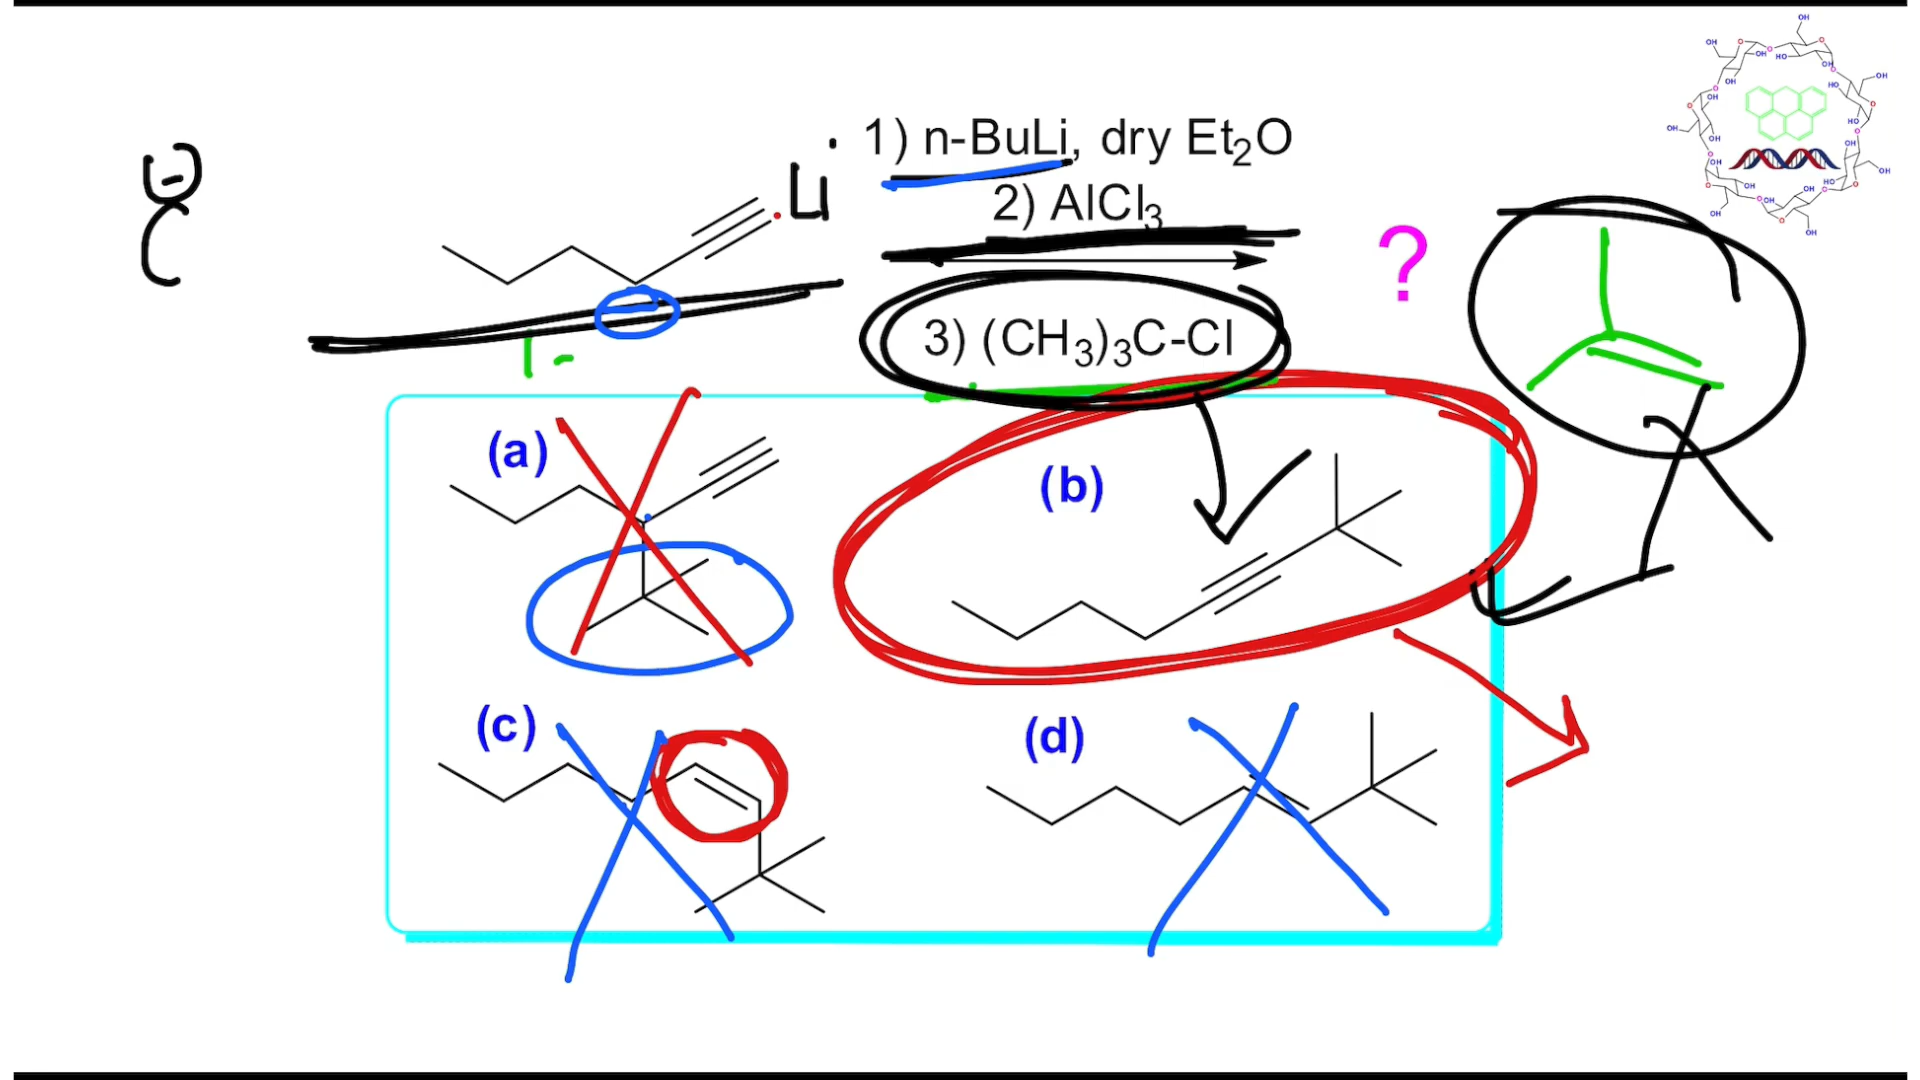 1) n-BuLi, dry Et₂O
Li
2) AlCl₃
?
3) (CH₃)₃C-Cl
(a)
(b)
(c)
(d)